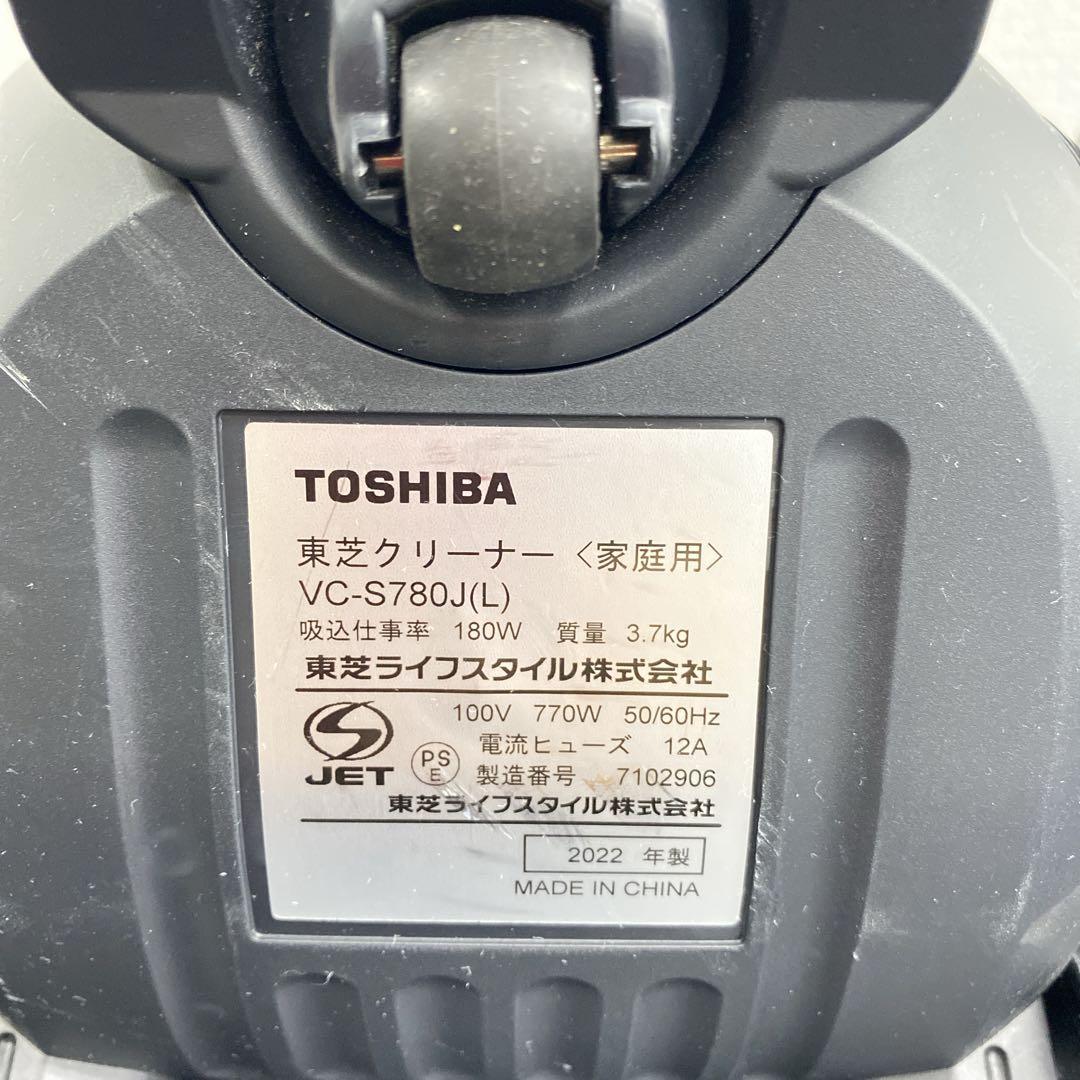 TOSHIBA
東芝クリーナー〈家庭用〉
VC-S780J(L)
吸込仕事率 180W 質量 3.7kg
東芝ライフスタイル株式会社
100V 770W 50/60Hz
電流ヒューズ 12A
JET
PS
E
製造番号 7102906
東芝ライフスタイル株式会社
2022 年製
MADE IN CHINA